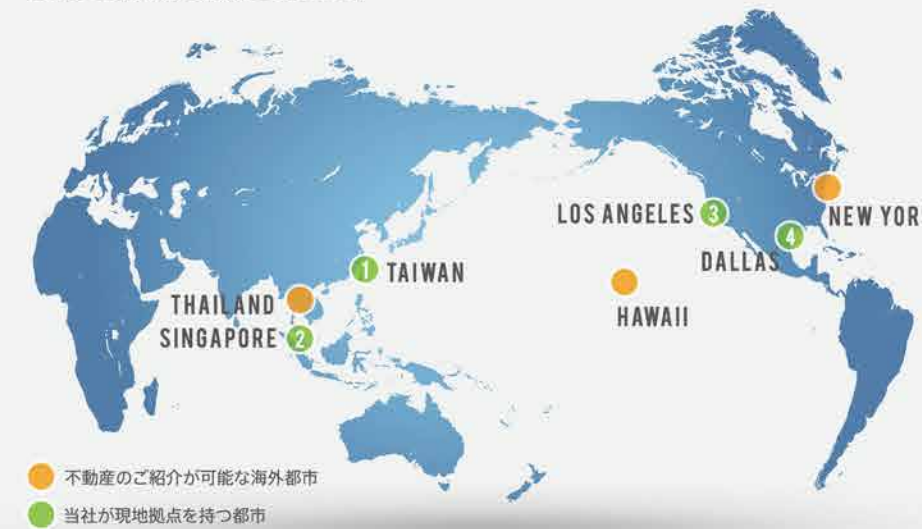 LOS ANGELES 3
NEW YOR
4
DALLAS
1 TAIWAN
THAILAND
HAWAII
SINGAPORE 2
不動産のご紹介が可能な海外都市
当社が現地拠点を持つ都市